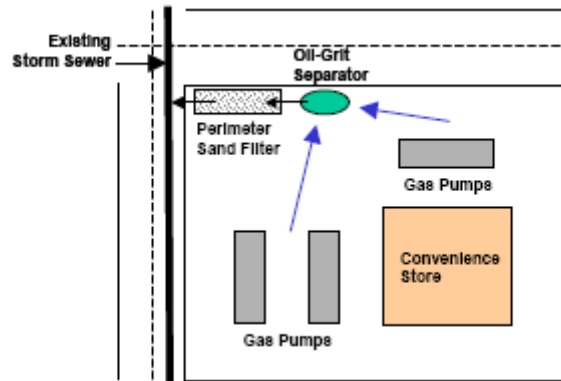 Existing
Storm Sewer
Oil-Grit
Separator
Perimeter
Sand Filter
Gas Pumps
Convenience
Store
Gas Pumps